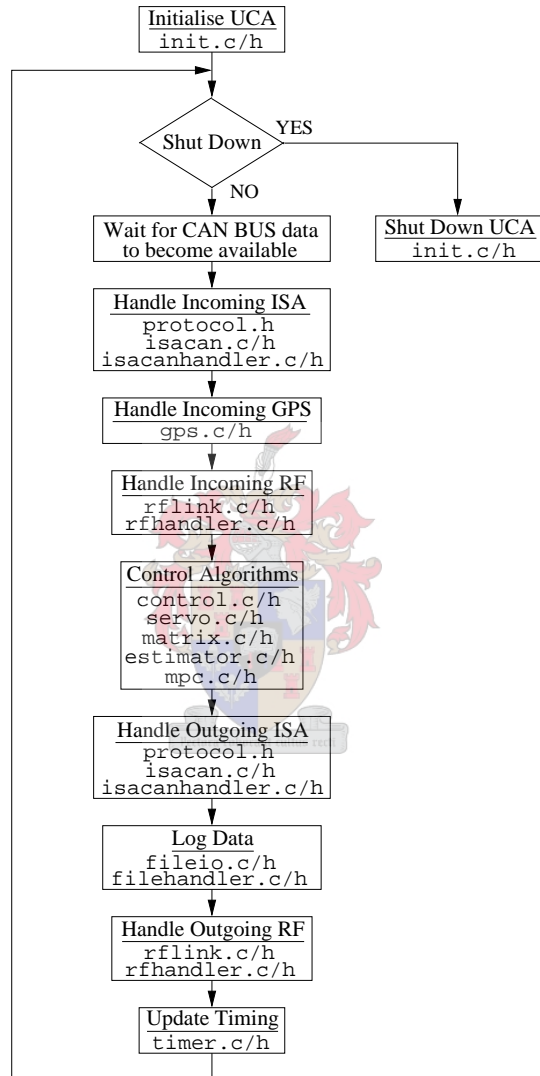 Initialise UCA
init.c/h
Shut Down
YES
NO
Wait for CAN BUS data
to become available
Shut Down UCA
init.c/h
Handle Incoming ISA
protocol.h
isacan.c/h
isacanhandler.c/h
Handle Incoming GPS
gps.c/h
Handle Incoming RF
rflink.c/h
rfhandler.c/h
Control Algorithms
control.c/h
servo.c/h
matrix.c/h
estimator.c/h
mpc.c/h
Handle Outgoing ISA
protocol.h
isacan.c/h
isacanhandler.c/h
Log Data
fileio.c/h
filehandler.c/h
Handle Outgoing RF
rflink.c/h
rfhandler.c/h
Update Timing
timer.c/h